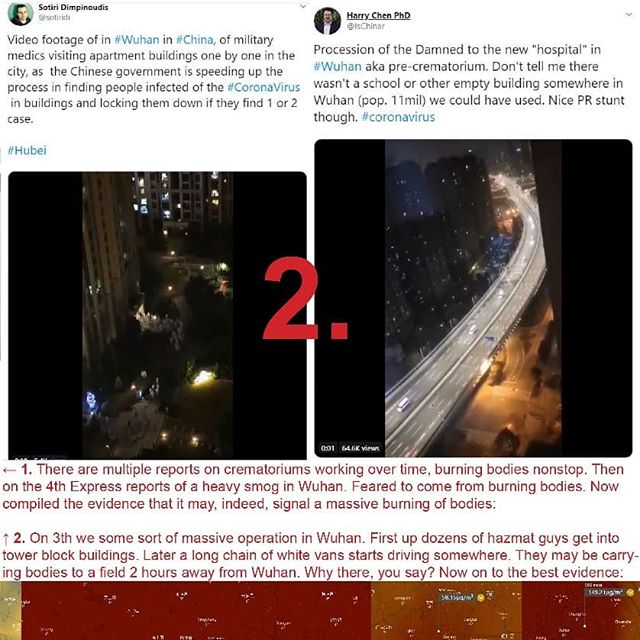 Sotiri Dimpinoudis
@sotiridi
Video footage of in #Wuhan in #China, of military
medics visiting apartment buildings one by one in the
city, as the Chinese government is speeding up the
process in finding people infected of the #CoronaVirus
in buildings and locking them down if they find 1 or 2
case.
#Hubei
Harry Chen PhD
@IsChinar
Procession of the Damned to the new "hospital" in
#Wuhan aka pre-crematorium. Don't tell me there
wasn't a school or other empty building somewhere in
Wuhan (pop. 11mil) we could have used. Nice PR stunt
though. #coronavirus
2.
0:01 64.6K views
← 1. There are multiple reports on crematoriums working over time, burning bodies nonstop. Then
on the 4th Express reports of a heavy smog in Wuhan. Feared to come from burning bodies. Now
compiled the evidence that it may, indeed, signal a massive burning of bodies:
↑ 2. On 3th we some sort of massive operation in Wuhan. First up dozens of hazmat guys get into
tower block buildings. Later a long chain of white vans starts driving somewhere. They may be carry-
ing bodies to a field 2 hours away from Wuhan. Why there, you say? Now on to the best evidence: